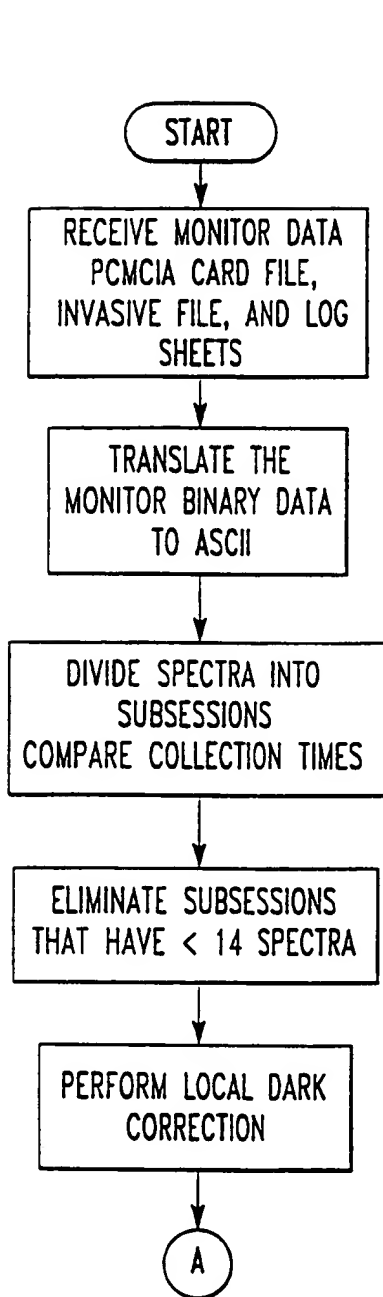 START
RECEIVE MONITOR DATA
PCMCIA CARD FILE,
INVASIVE FILE, AND LOG
SHEETS
TRANSLATE THE
MONITOR BINARY DATA
TO ASCII
DIVIDE SPECTRA INTO
SUBSESSIONS
COMPARE COLLECTION TIMES
ELIMINATE SUBSESSIONS
THAT HAVE < 14 SPECTRA
PERFORM LOCAL DARK
CORRECTION
A